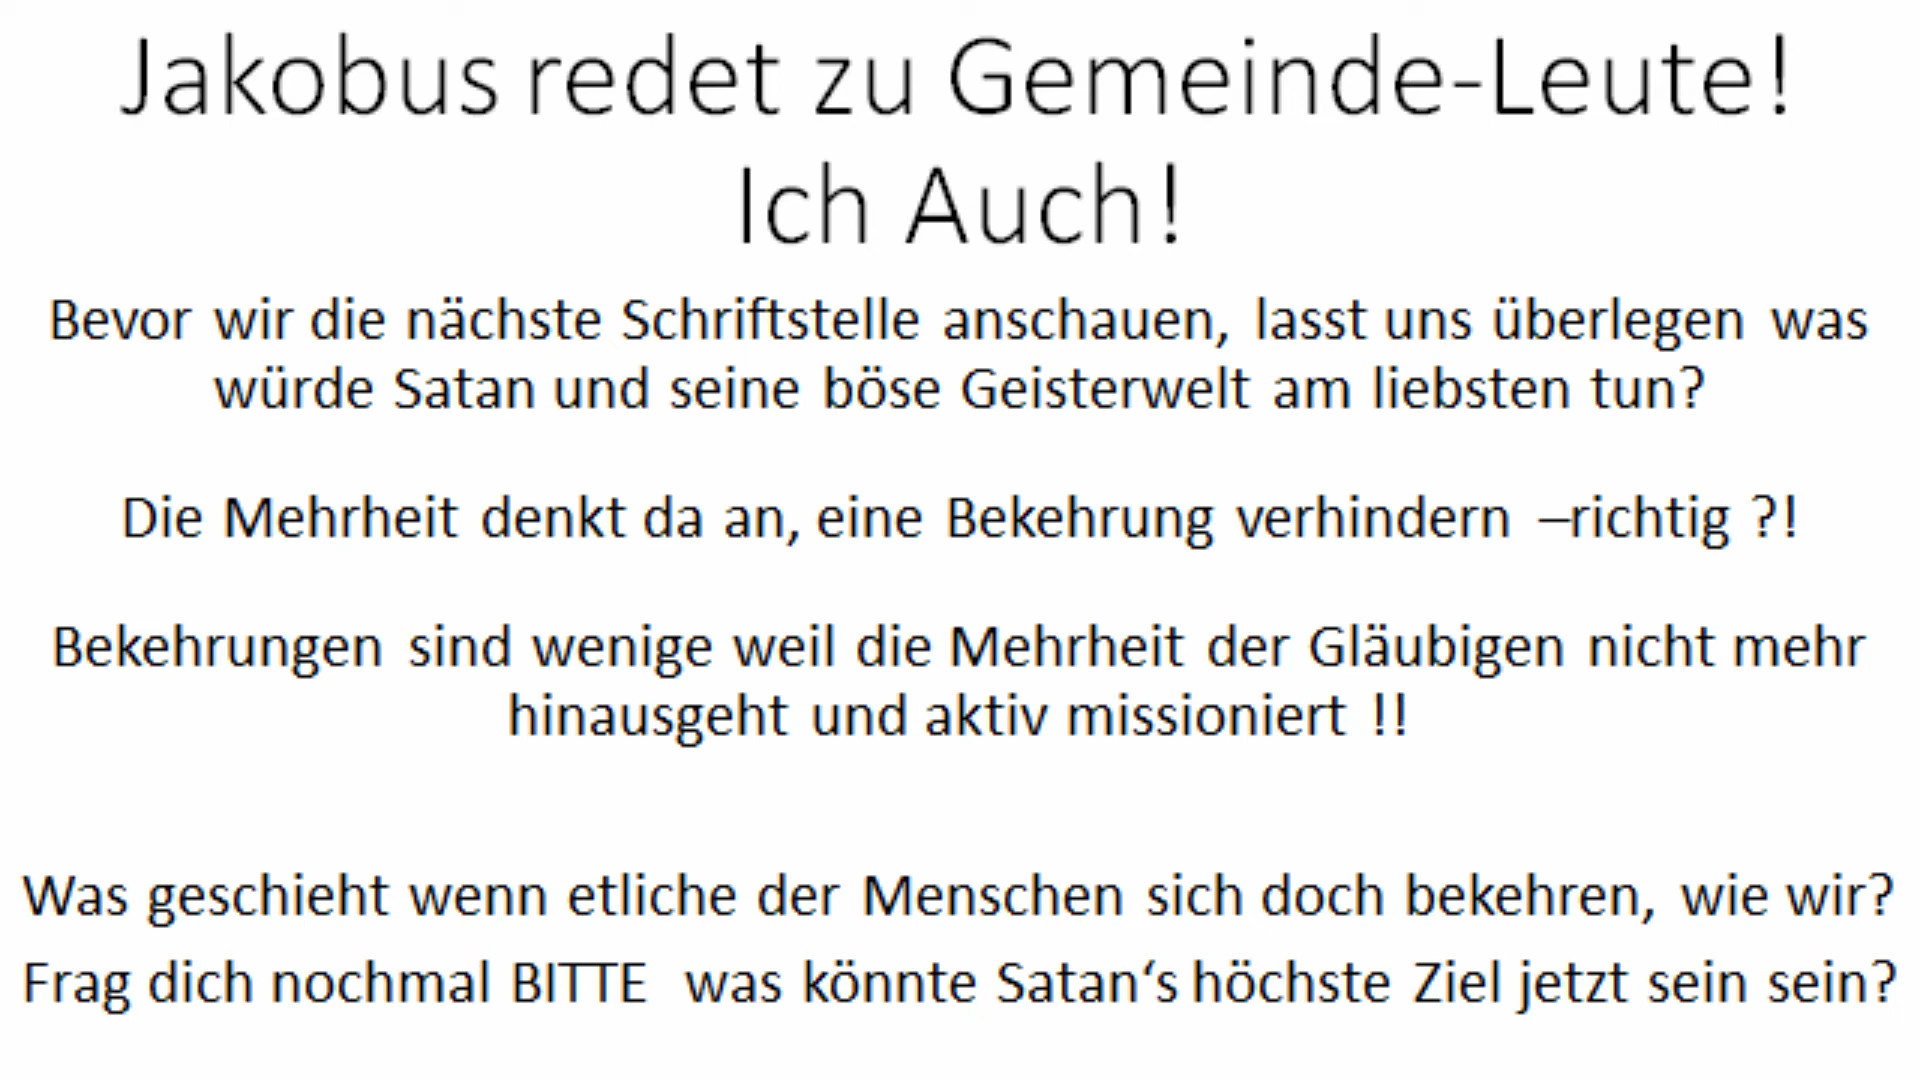 Jakobus redet zu Gemeinde-Leute!
Ich Auch!
Bevor wir die nächste Schriftstelle anschauen, lasst uns überlegen was
würde Satan und seine böse Geisterwelt am liebsten tun?
Die Mehrheit denkt da an, eine Bekehrung verhindern –richtig ?!
Bekehrungen sind wenige weil die Mehrheit der Gläubigen nicht mehr
hinausgeht und aktiv missioniert !!
Was geschieht wenn etliche der Menschen sich doch bekehren, wie wir?
Frag dich nochmal BITTE was könnte Satan‘s höchste Ziel jetzt sein sein?